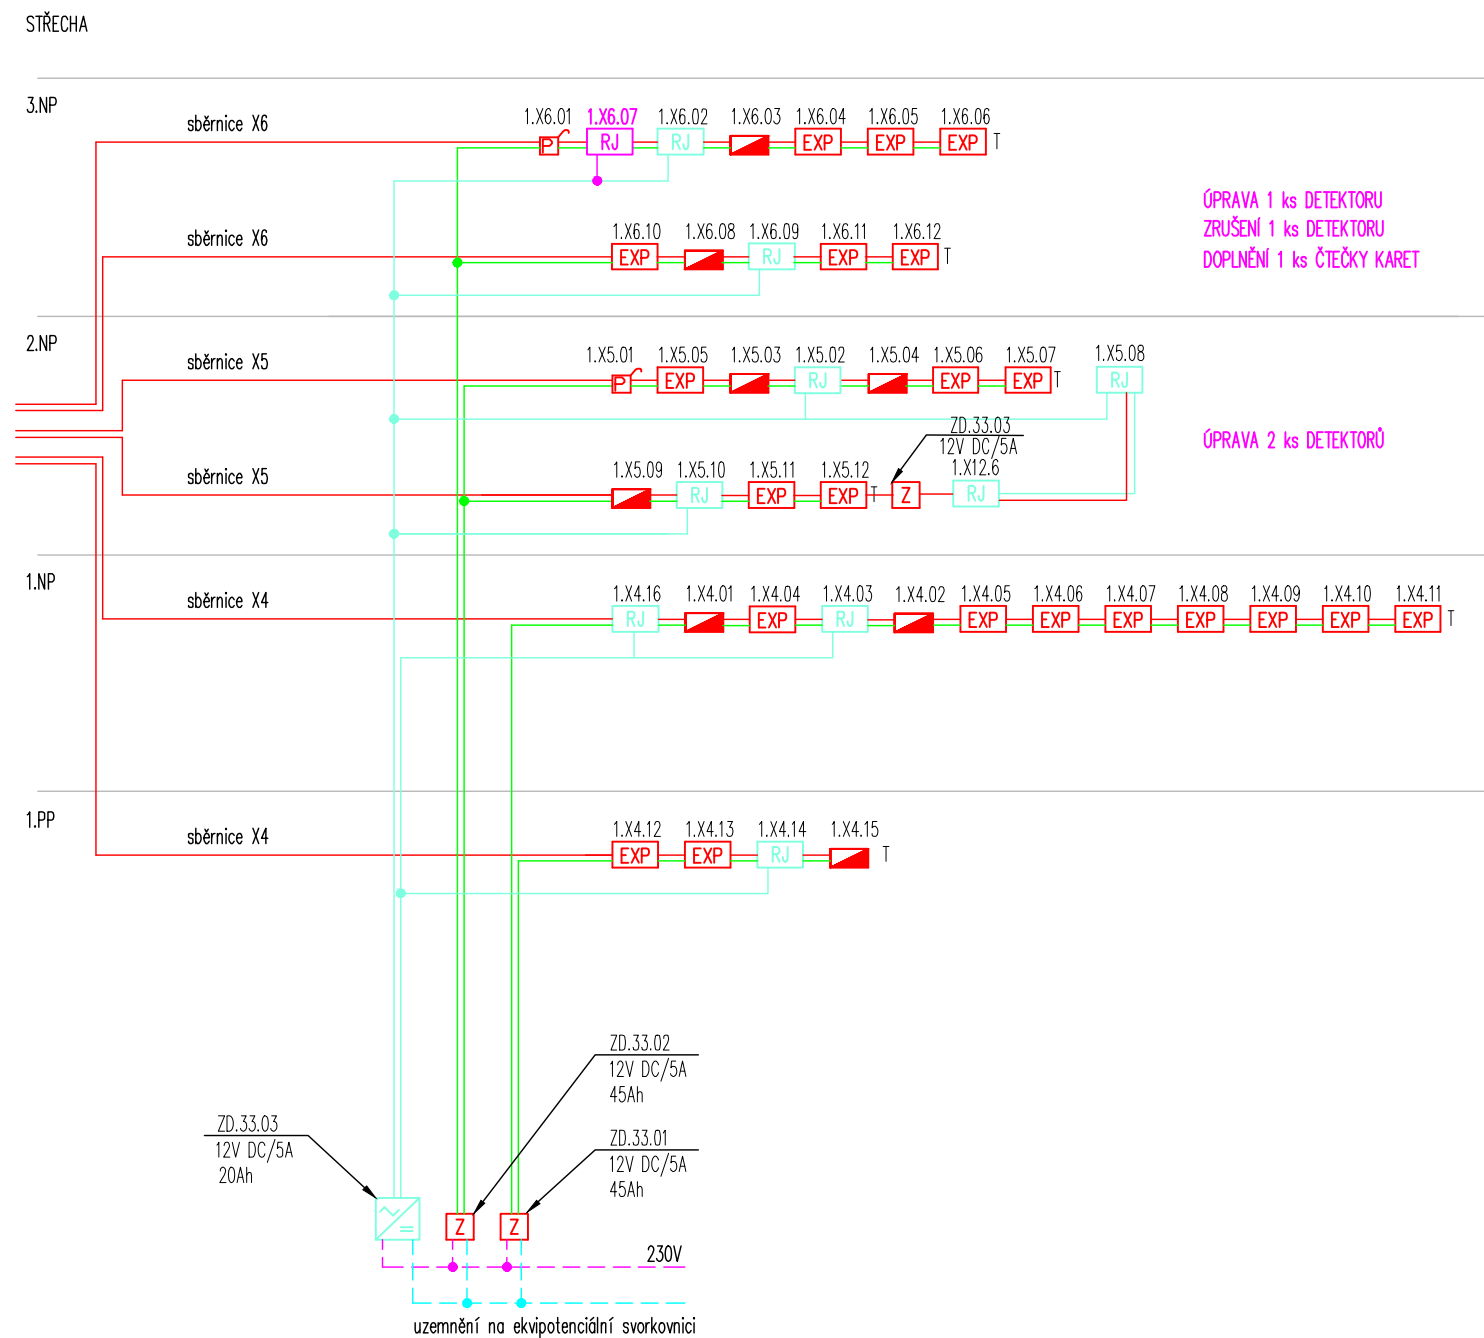 STŘECHA
3.NP
sběrnice X6
1.X6.01 1.X6.07 1.X6.02 1.X6.03 1.X6.04 1.X6.05 1.X6.06
P RJ RJ EXP EXP EXP T
ÚPRAVA 1 ks DETEKTORU
ZRUŠENÍ 1 ks DETEKTORU
DOPLNĚNÍ 1 ks ČTEČKY KARET
sběrnice X6
1.X6.10 1.X6.08 1.X6.09 1.X6.11 1.X6.12
EXP RJ EXP EXP T
2.NP
sběrnice X5
1.X5.01 1.X5.05 1.X5.03 1.X5.02 1.X5.04 1.X5.06 1.X5.07 1.X5.08
P EXP RJ EXP EXP T RJ
ÚPRAVA 2 ks DETEKTORŮ
ZD.33.03
12V DC/5A
sběrnice X5
1.X5.09 1.X5.10 1.X5.11 1.X5.12 1.X12.6
RJ EXP EXP T Z RJ
1.NP
sběrnice X4
1.X4.16 1.X4.01 1.X4.04 1.X4.03 1.X4.02 1.X4.05 1.X4.06 1.X4.07 1.X4.08 1.X4.09 1.X4.10 1.X4.11
RJ EXP RJ EXP EXP EXP EXP EXP EXP EXP T
1.PP
sběrnice X4
1.X4.12 1.X4.13 1.X4.14 1.X4.15
EXP EXP RJ T
ZD.33.02
12V DC/5A
45Ah
ZD.33.03
12V DC/5A
20Ah
ZD.33.01
12V DC/5A
45Ah
Z Z
230V
uzemnění na ekvipotenciální svorkovnici